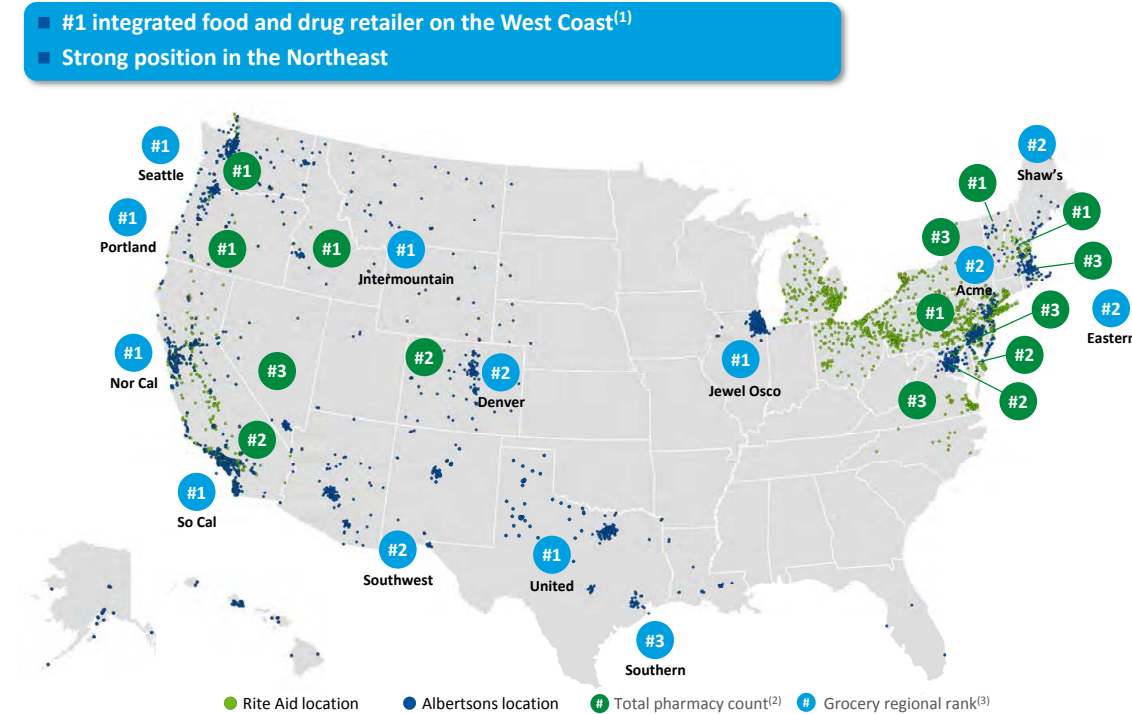 ■ #1 integrated food and drug retailer on the West Coast(1)
■ Strong position in the Northeast
#1
Seattle
#1
#2
Shaw's
#1
#1
#1
Portland
#1
#1
#1
Intermountain
#3
#2
Acme
#3
#1
#3
#2
Eastern
#1
Nor Cal
#3
#2
#2
Denver
#1
Jewel Osco
#2
#3
#2
#2
#1
So Cal
#2
Southwest
#1
United
#3
Southern
Rite Aid location
Albertsons location
# Total pharmacy count(2)
# Grocery regional rank(3)